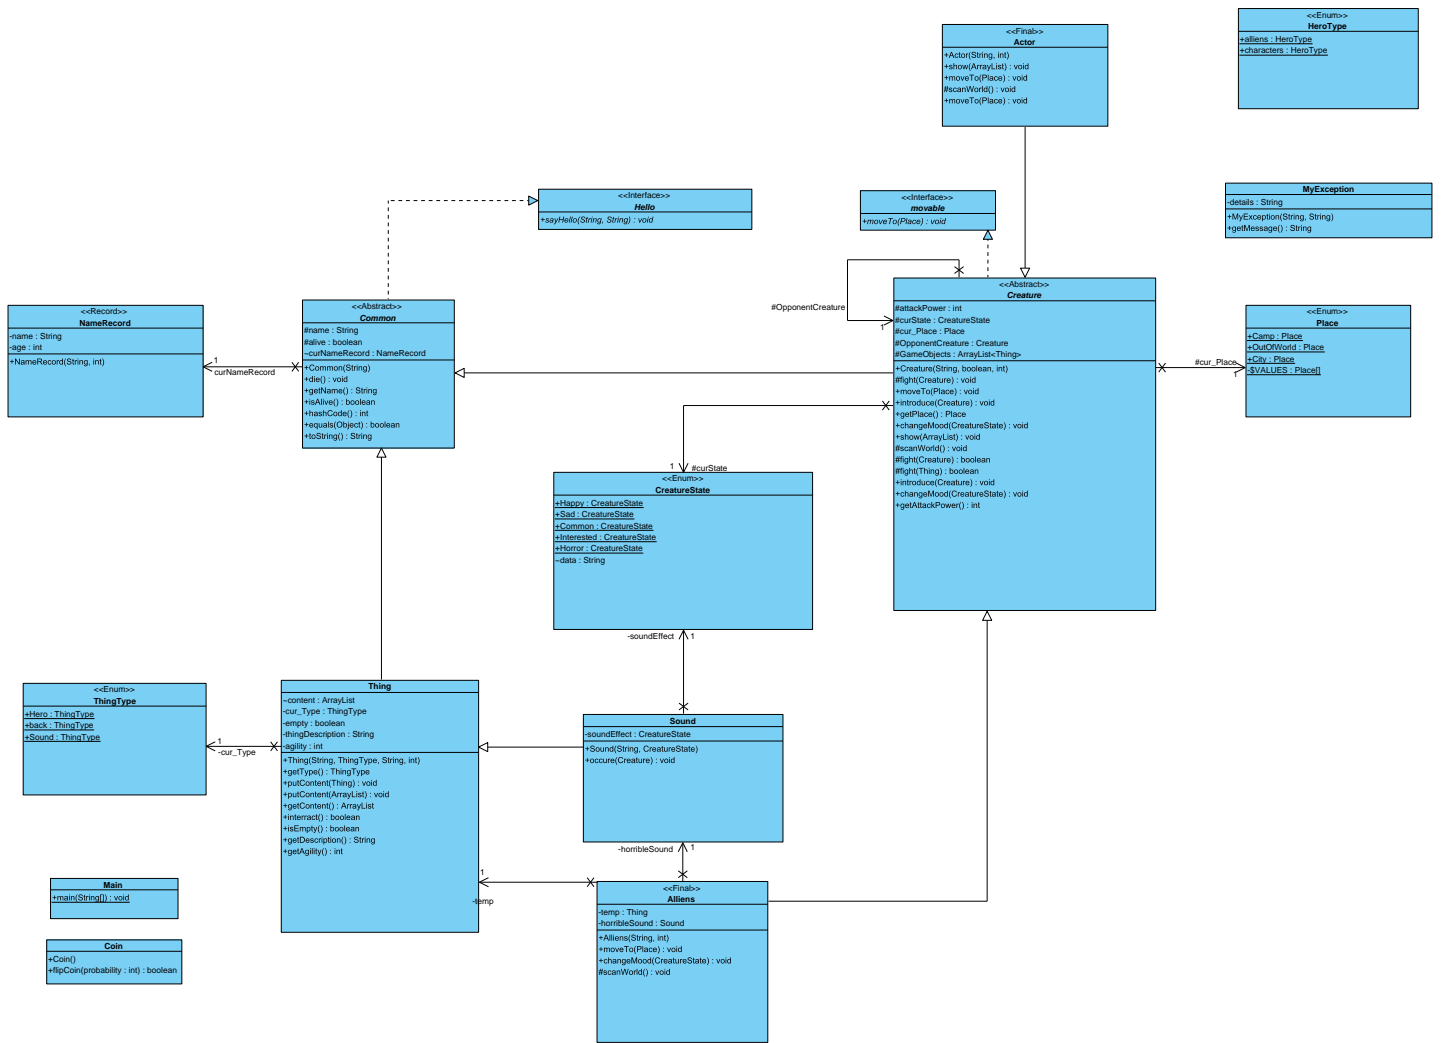 <<Final>>
Actor
+Actor(String, int)
+show(ArrayList) : void
+moveTo(Place) : void
#scanWorld() : void
+moveTo(Place) : void
<<Enum>>
HeroType
+alliens : HeroType
+characters : HeroType
<<Interface>>
Hello
+sayHello(String, String) : void
<<Interface>>
movable
+moveTo(Place) : void
MyException
-details : String
+MyException(String, String)
+getMessage() : String
<<Record>>
NameRecord
-name : String
-age : int
+NameRecord(String, int)
1
curNameRecord
<<Abstract>>
Common
#name : String
#alive : boolean
~curNameRecord : NameRecord
+Common(String)
+die() : void
+getName() : String
+isAlive() : boolean
+hashCode() : int
+equals(Object) : boolean
+toString() : String
#OpponentCreature
1
<<Abstract>>
Creature
#attackPower : int
#curState : CreatureState
#cur_Place : Place
#OpponentCreature : Creature
#GameObjects : ArrayList<Thing>
+Creature(String, boolean, int)
#fight(Creature) : void
+moveTo(Place) : void
+introduce(Creature) : void
+getPlace() : Place
+changeMood(CreatureState) : void
+show(ArrayList) : void
#scanWorld() : void
#fight(Creature) : boolean
#fight(Thing) : boolean
+introduce(Creature) : void
+changeMood(CreatureState) : void
+getAttackPower() : int
#cur_Place
1
<<Enum>>
Place
+Camp : Place
+OutOfWorld : Place
+City : Place
-$VALUES : Place[]
1
#curState
<<Enum>>
CreatureState
+Happy : CreatureState
+Sad : CreatureState
+Common : CreatureState
+Interested : CreatureState
+Horror : CreatureState
~data : String
-soundEffect
1
<<Enum>>
ThingType
+Hero : ThingType
+back : ThingType
+Sound : ThingType
1
-cur_Type
Thing
~content : ArrayList
-cur_Type : ThingType
-empty : boolean
-thingDescription : String
-agility : int
+Thing(String, ThingType, String, int)
+getType() : ThingType
+putContent(Thing) : void
+putContent(ArrayList) : void
+getContent() : ArrayList
+interract() : boolean
+isEmpty() : boolean
+getDescription() : String
+getAgility() : int
Sound
-soundEffect : CreatureState
+Sound(String, CreatureState)
+occure(Creature) : void
-horribleSound
1
1
-temp
<<Final>>
Alliens
-temp : Thing
-horribleSound : Sound
+Alliens(String, int)
+moveTo(Place) : void
+changeMood(CreatureState) : void
#scanWorld() : void
Main
+main(String[]) : void
Coin
+Coin()
+flipCoin(probability : int) : boolean